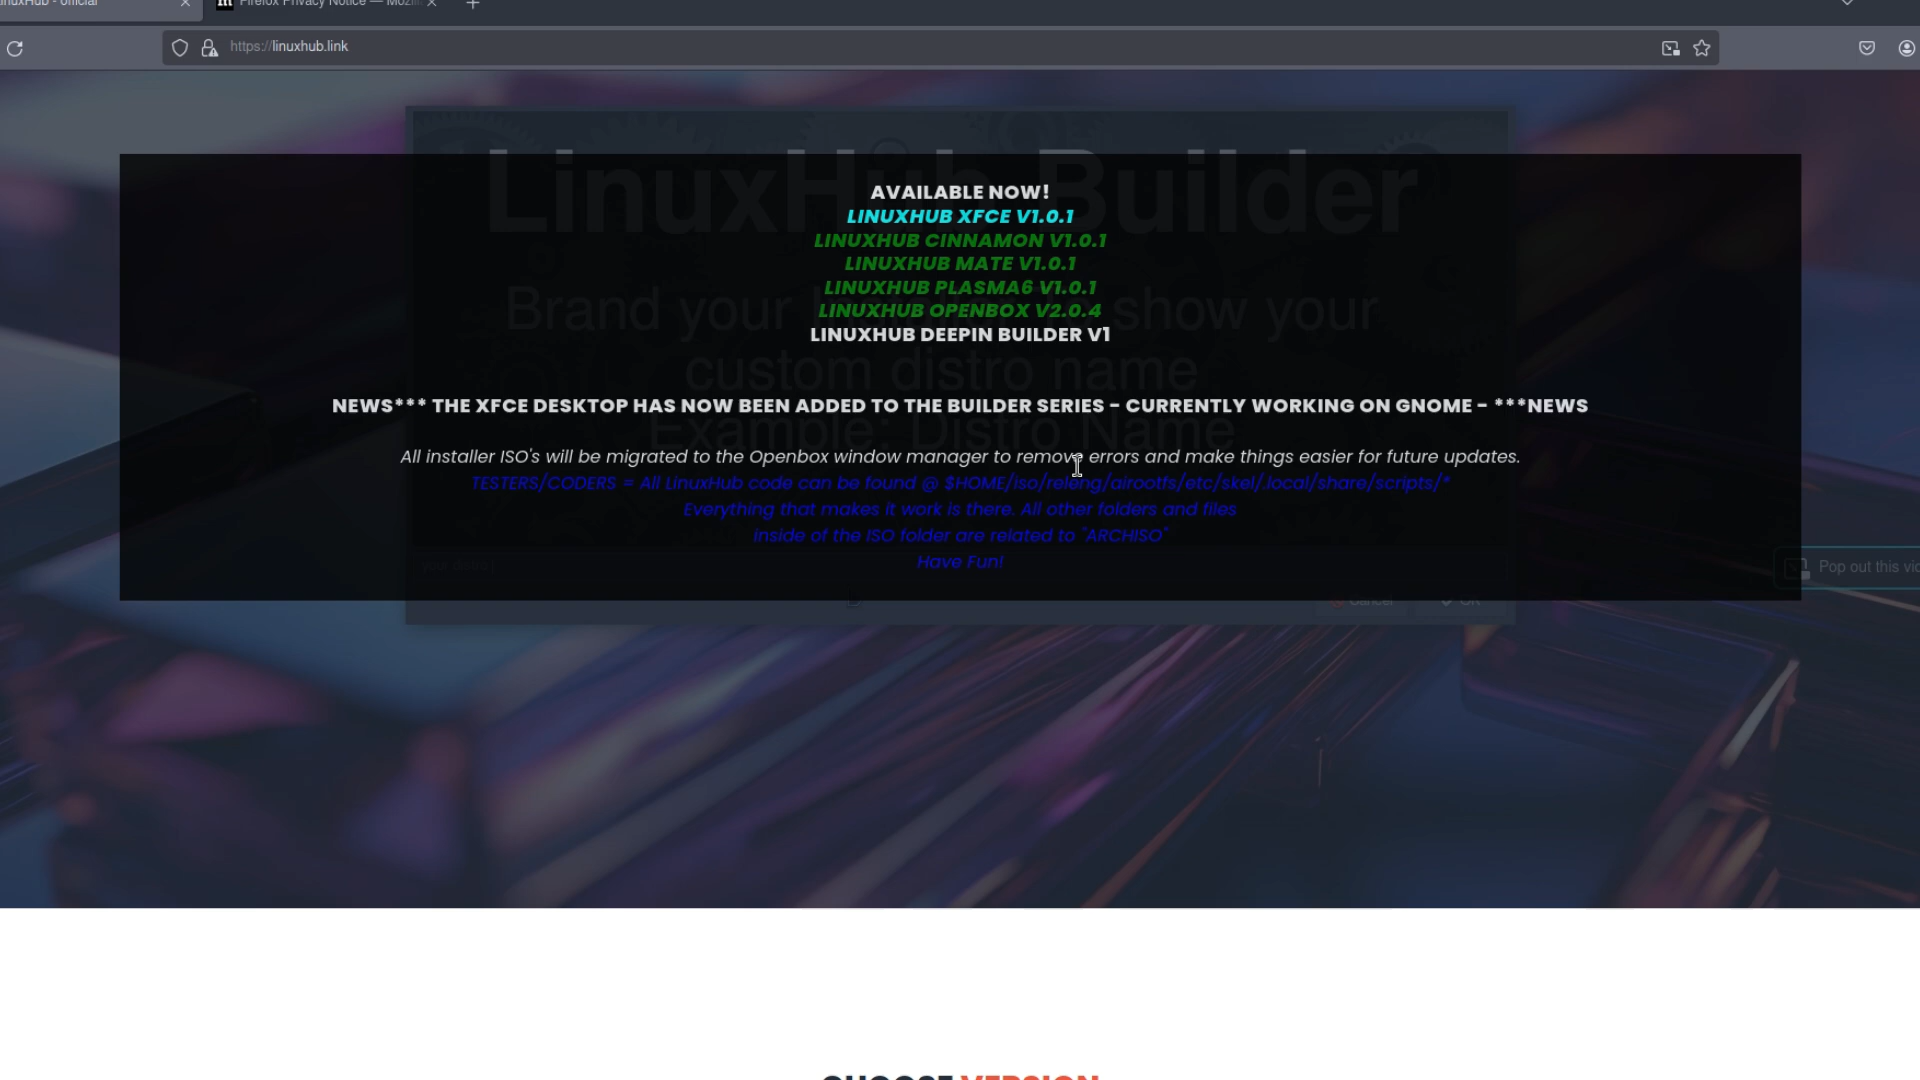 LinuxHub - official
Firefox Privacy Notice — Mozil
https://linuxhub.link
LinuxHub Builder
AVAILABLE NOW!
LINUXHUB XFCE V1.0.1
LINUXHUB CINNAMON V1.0.1
LINUXHUB MATE V1.0.1
LINUXHUB PLASMA6 V1.0.1
Brand your show your
LINUXHUB OPENBOX V2.0.4
LINUXHUB DEEPIN BUILDER V1
custom distro name
NEWS*** THE XFCE DESKTOP HAS NOW BEEN ADDED TO THE BUILDER SERIES - CURRENTLY WORKING ON GNOME - ***NEWS
Example: Distro Name
All installer ISO's will be migrated to the Openbox window manager to remove errors and make things easier for future updates.
TESTERS/CODERS = All LinuxHub code can be found @ $HOME/iso/releng/airootfs/etc/skel/.local/share/scripts/*
Everything that makes it work is there. All other folders and files
inside of the ISO folder are related to "ARCHISO"
Have Fun!
Pop out this vid
Cancel
OK
CHOOSE VERSION